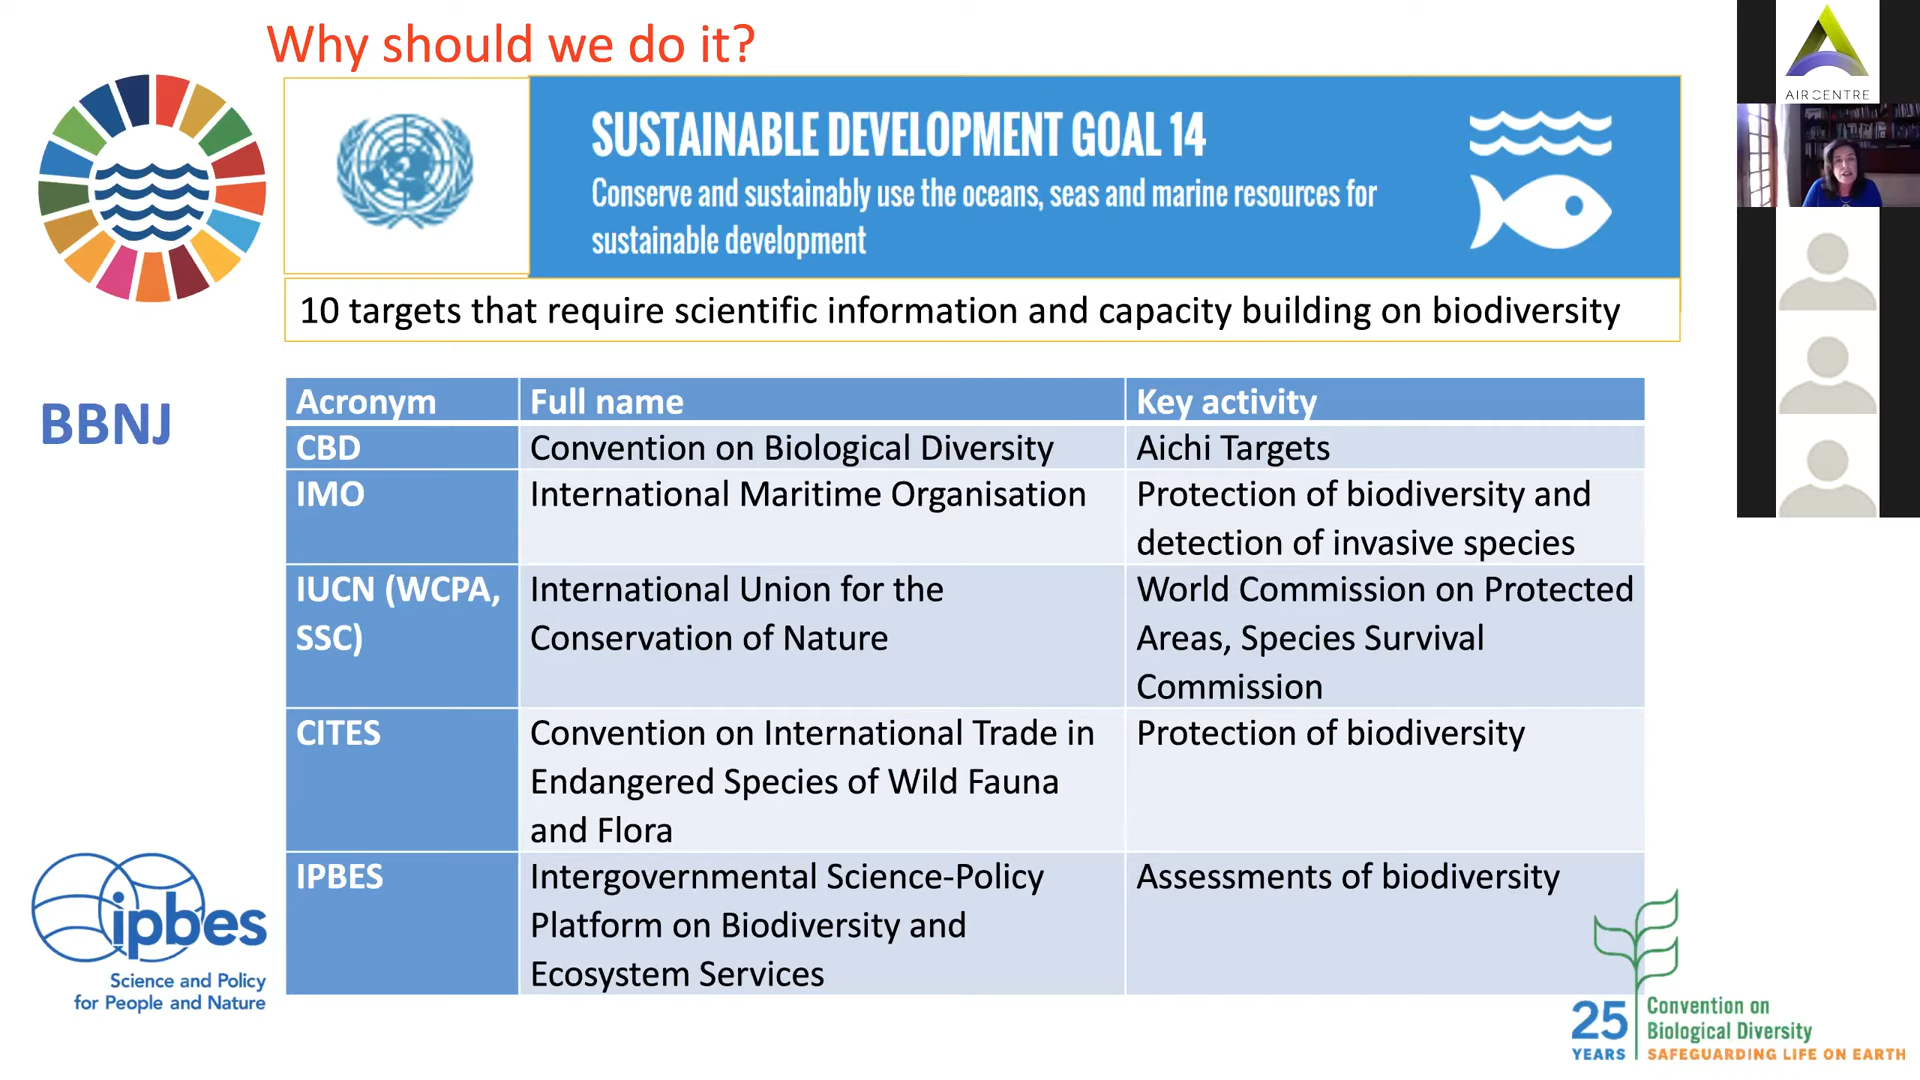 Why should we do it?
SUSTAINABLE DEVELOPMENT GOAL 14
Conserve and sustainably use the oceans, seas and marine resources for
sustainable development
10 targets that require scientific information and capacity building on biodiversity
BBNJ
Acronym Full name Key activity
CBD Convention on Biological Diversity Aichi Targets
IMO International Maritime Organisation Protection of biodiversity and
detection of invasive species
IUCN (WCPA, International Union for the World Commission on Protected
SSC) Conservation of Nature Areas, Species Survival
Commission
CITES Convention on International Trade in Protection of biodiversity
Endangered Species of Wild Fauna
and Flora
IPBES Intergovernmental Science-Policy Assessments of biodiversity
Platform on Biodiversity and
Ecosystem Services
ipbes
Science and Policy
for People and Nature
25
YEARS
Convention on
Biological Diversity
SAFEGUARDING LIFE ON EARTH
AIRCENTRE